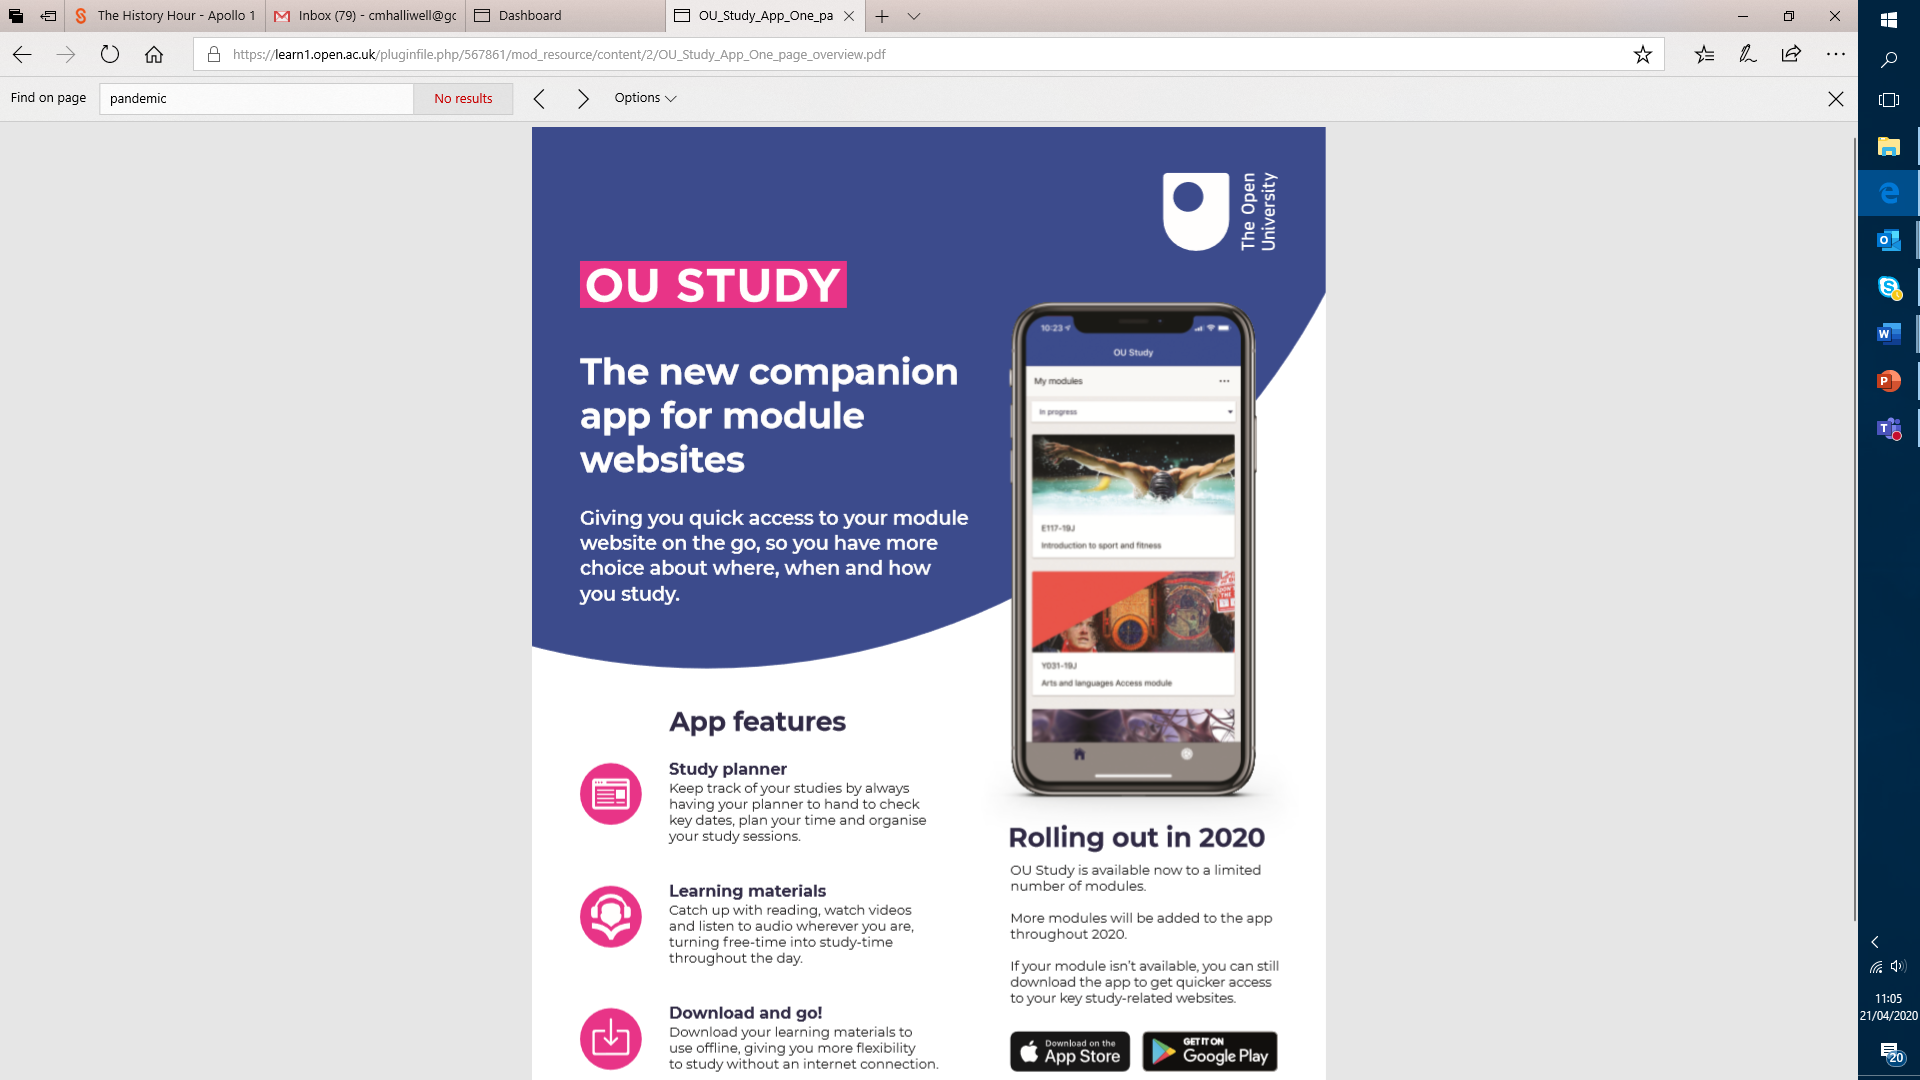 The History Hour - Apollo 1
Inbox (79) - cmhalliwell@gc
Dashboard
OU_Study_App_One_pa
https://learn1.open.ac.uk/pluginfile.php/567861/mod_resource/content/2/OU_Study_App_One_page_overview.pdf
Find on page
pandemic
No results
Options
The Open
University
OU STUDY
The new companion
app for module
websites
Giving you quick access to your module
website on the go, so you have more
choice about where, when and how
you study.
10:23
OU Study
My modules
In progress
E117-19J
Introduction to sport and fitness
Y031-19J
Arts and languages Access module
App features
Study planner
Keep track of your studies by always
having your planner to hand to check
key dates, plan your time and organise
your study sessions.
Learning materials
Catch up with reading, watch videos
and listen to audio wherever you are,
turning free-time into study-time
throughout the day.
Download and go!
Download your learning materials to
use offline, giving you more flexibility
to study without an internet connection.
Rolling out in 2020
OU Study is available now to a limited
number of modules.
More modules will be added to the app
throughout 2020.
If your module isn't available, you can still
download the app to get quicker access
to your key study-related websites.
Download on the
App Store
GET IT ON
Google Play
11:05
21/04/2020
20